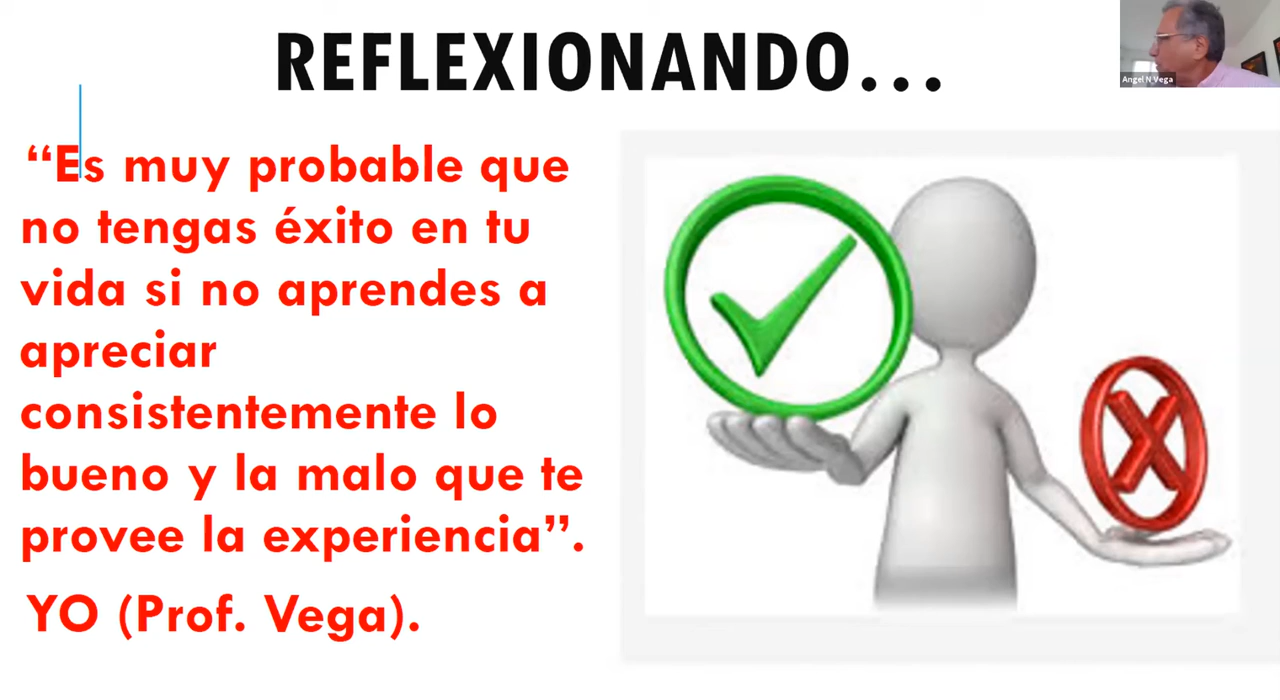 REFLEXIONANDO...
Angel N Vega
“Es muy probable que
no tengas éxito en tu
vida si no aprendes a
apreciar
consistentemente lo
bueno y la malo que te
provee la experiencia”.
YO (Prof. Vega).